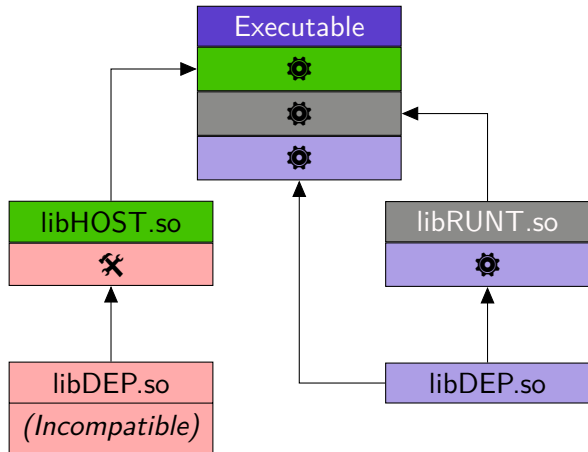 Executable
libHOST.so
libRUNT.so
libDEP.so
(Incompatible)
libDEP.so